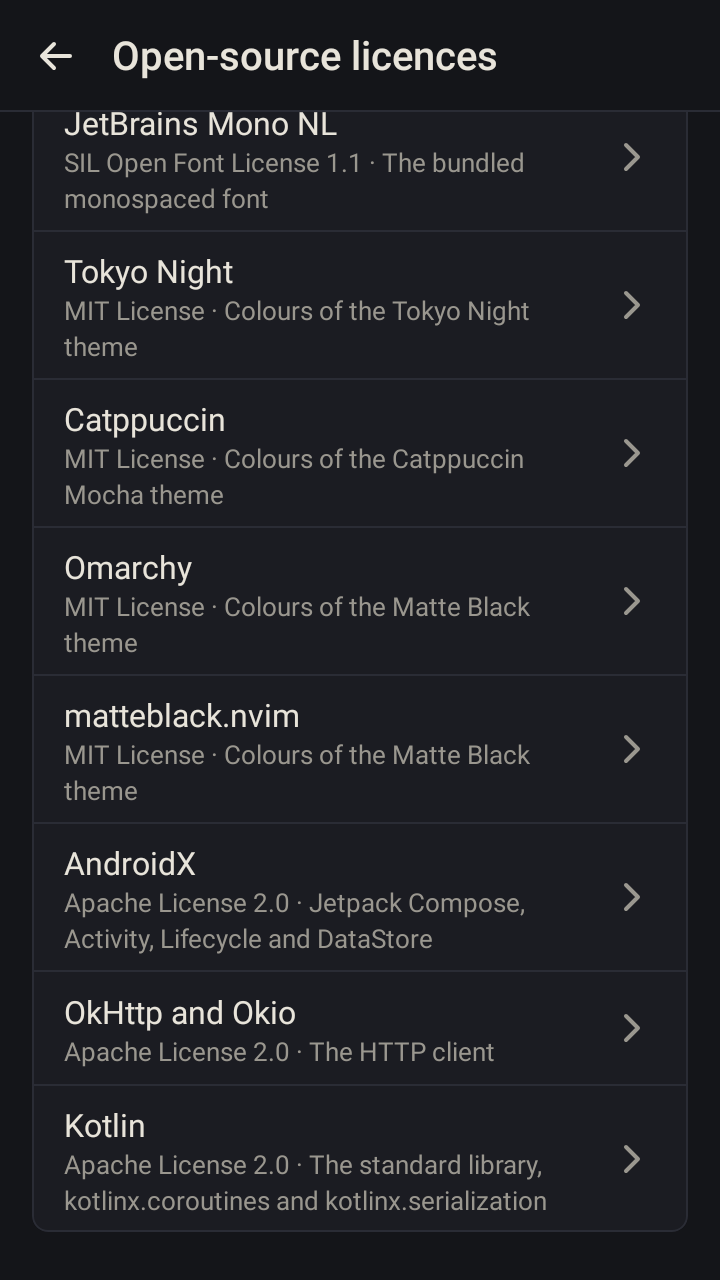 Open-source licences
JetBrains Mono NL
SIL Open Font License 1.1 · The bundled
monospaced font
Tokyo Night
MIT License · Colours of the Tokyo Night
theme
Catppuccin
MIT License · Colours of the Catppuccin
Mocha theme
Omarchy
MIT License · Colours of the Matte Black
theme
matteblack.nvim
MIT License · Colours of the Matte Black
theme
AndroidX
Apache License 2.0 · Jetpack Compose,
Activity, Lifecycle and DataStore
OkHttp and Okio
Apache License 2.0 · The HTTP client
Kotlin
Apache License 2.0 · The standard library,
kotlinx.coroutines and kotlinx.serialization